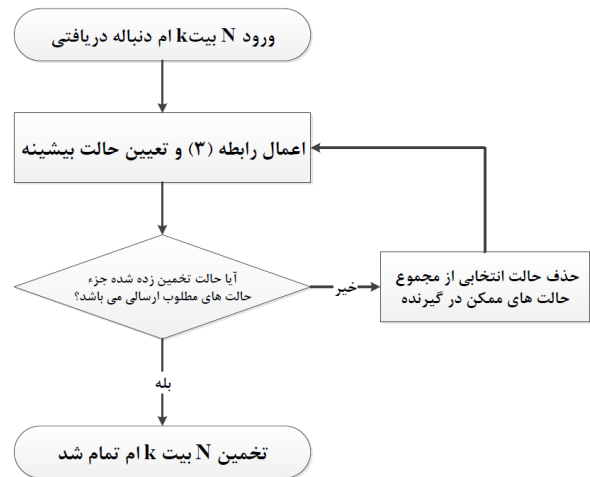 ورود N بیت k ام دنباله دریافتی
اعمال رابطه (۳) و تعیین حالت بیشینه
آیا حالت تخمین زده شده جزء
حالت های مطلوب ارسالی می باشد؟
خیر
حذف حالت انتخابی از مجموع
حالت های ممکن در گیرنده
بله
تخمین N بیت k ام تمام شد